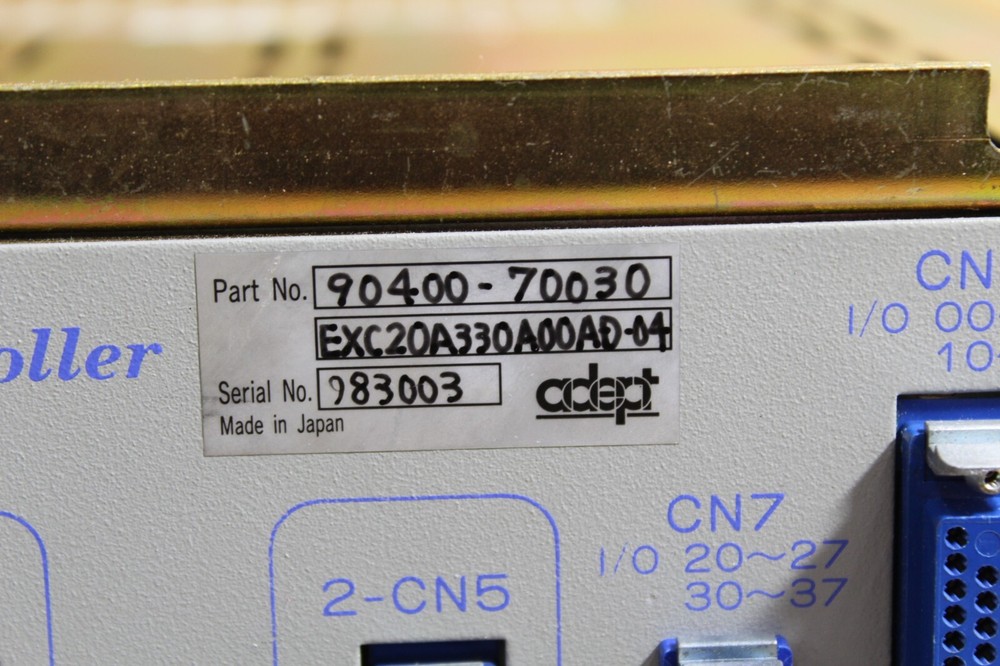 Part No. 90400-70030
EXC20A330A00AD-04
Serial No. 983003
Made in Japan
adept
oller
CN
I/O 00
10
CN7
I/O 20~27
30~37
2-CN5